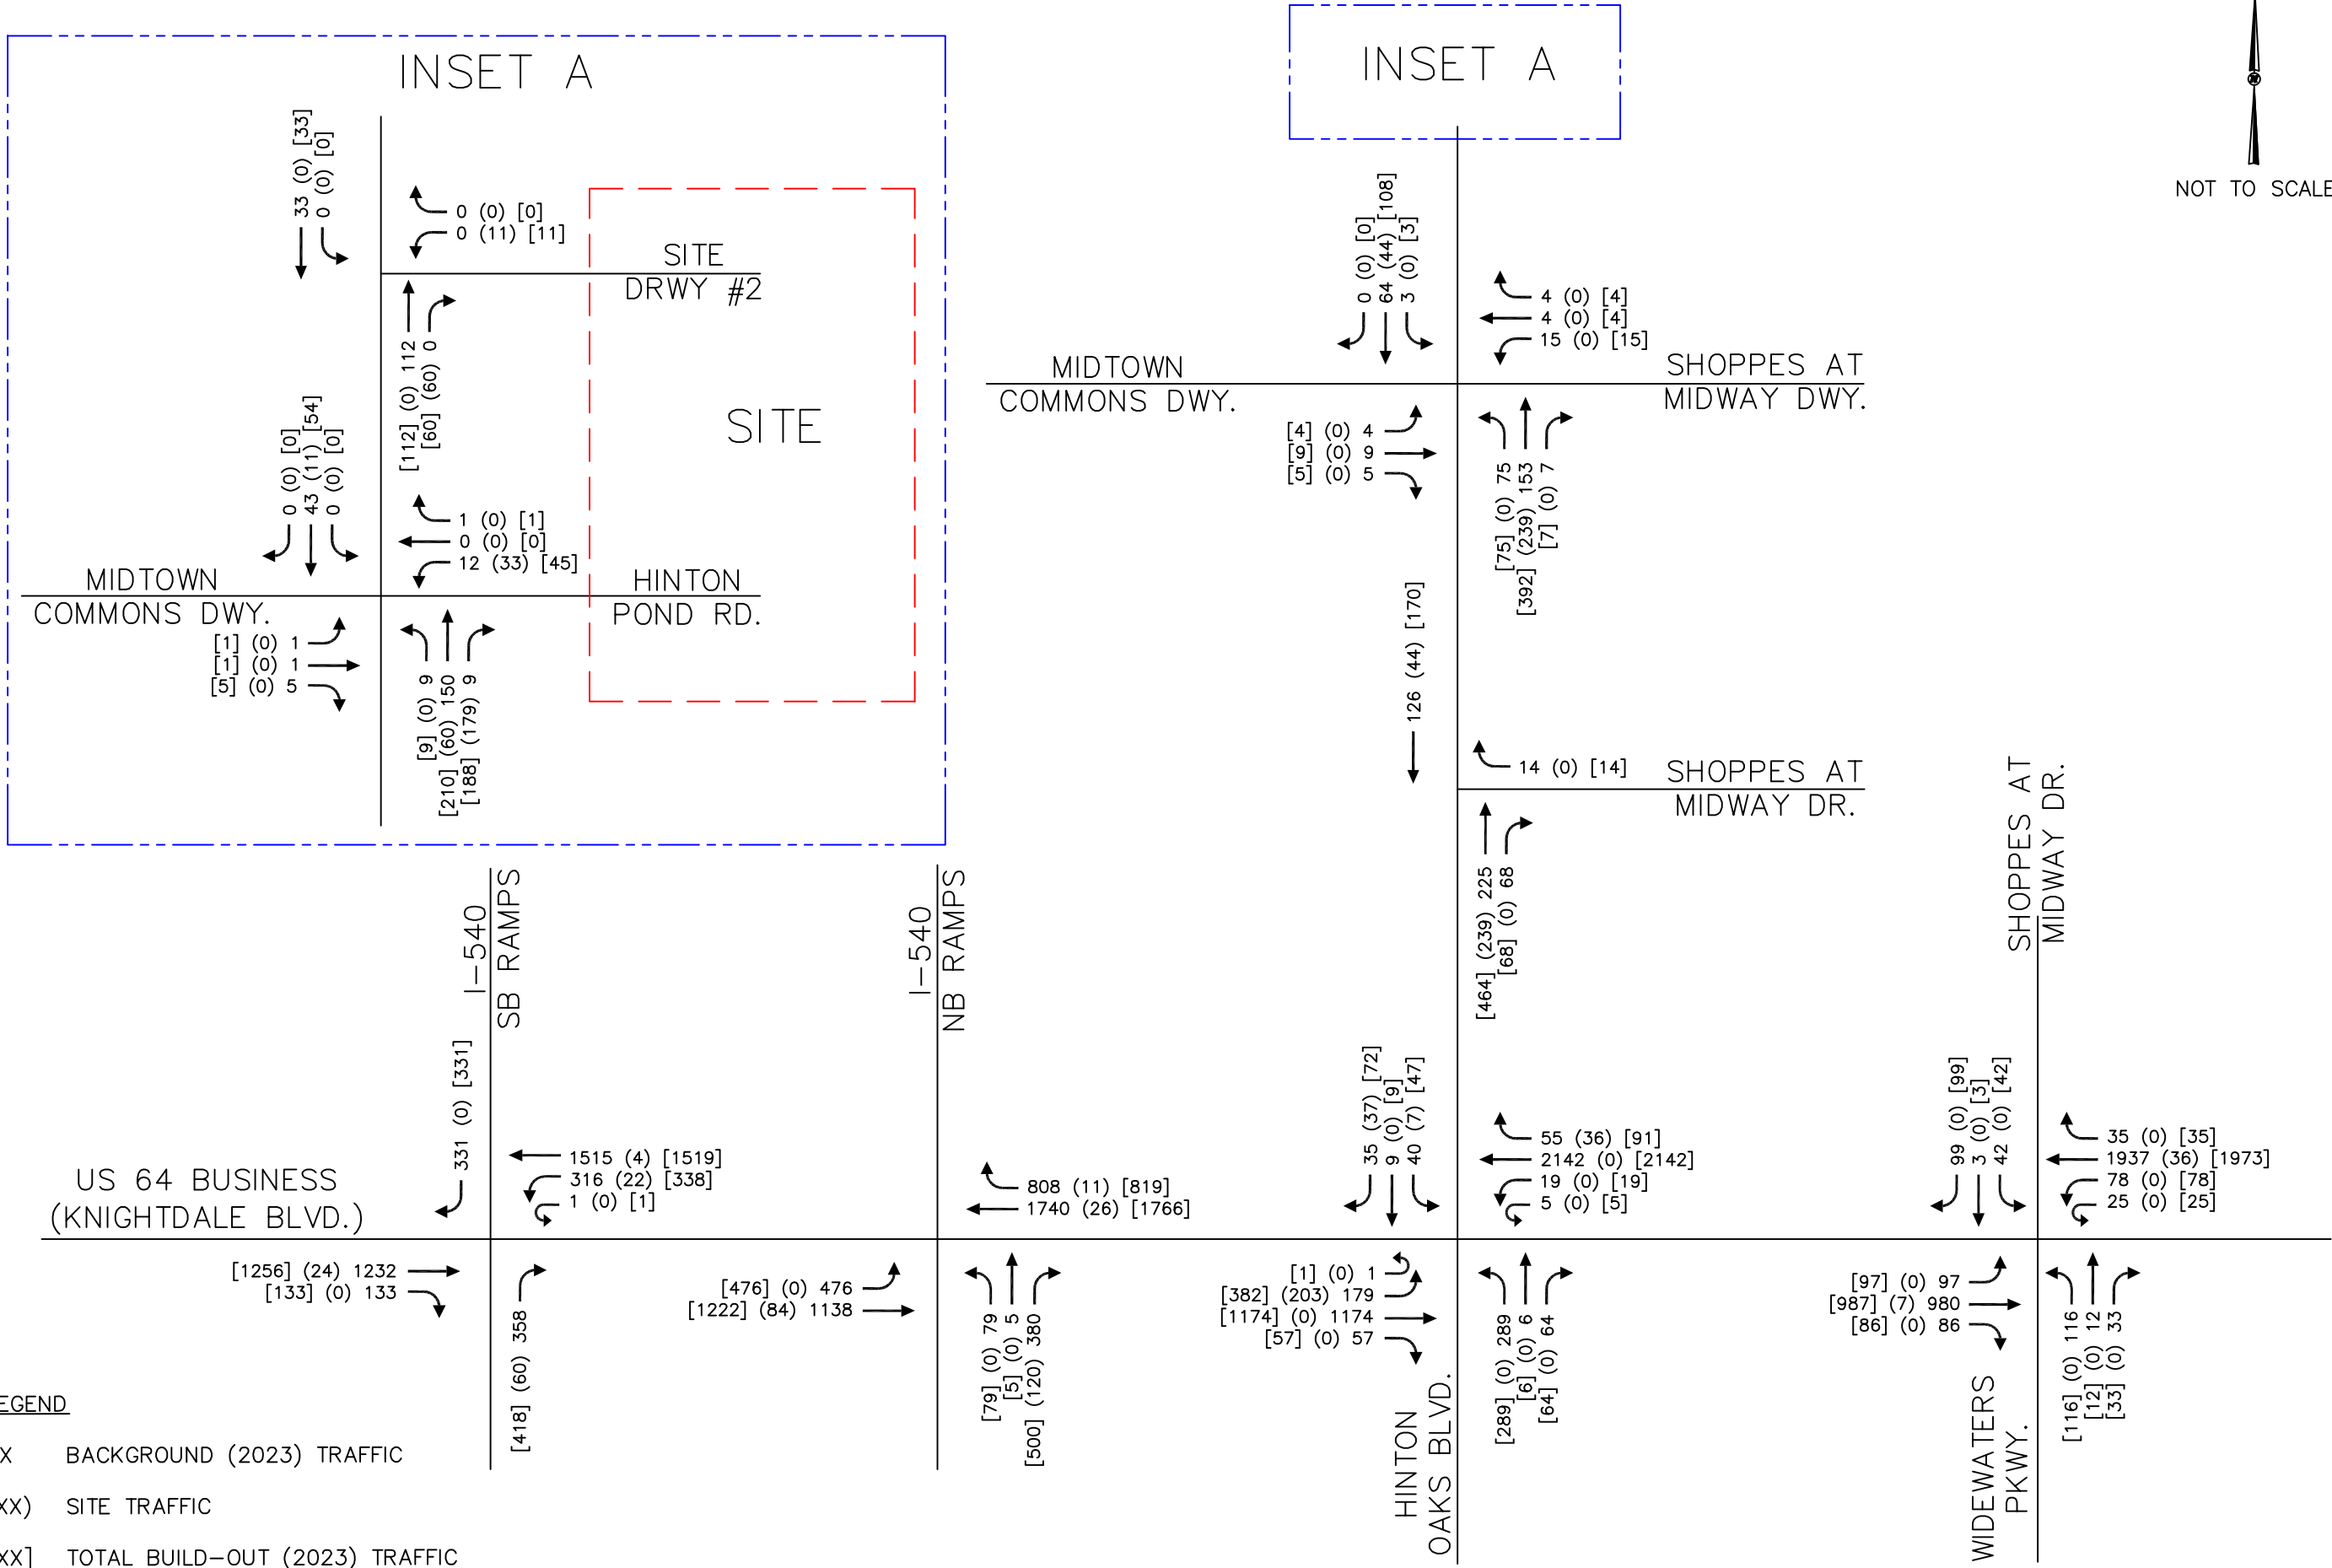 INSET A
33 (0) [33]
0 (0) [0]
0 (0) [0]
0 (11) [11]
SITE
DRWY #2
[112] (0) 112
[60] (60) 0
SITE
0 (0) [0]
43 (11) [54]
0 (0) [0]
1 (0) [1]
0 (0) [0]
12 (33) [45]
MIDTOWN
COMMONS DWY.
HINTON
POND RD.
[1] (0) 1
[1] (0) 1
[5] (0) 5
[9] (0) 9
[210] (60) 150
[188] (179) 9
INSET A
NOT TO SCALE
0 (0) [0]
64 (44) [108]
3 (0) [3]
4 (0) [4]
4 (0) [4]
15 (0) [15]
MIDTOWN
COMMONS DWY.
SHOPPES AT
MIDWAY DWY.
[4] (0) 4
[9] (0) 9
[5] (0) 5
[75] (0) 75
[392] (239) 153
[7] (0) 7
126 (44) [170]
14 (0) [14]
SHOPPES AT
MIDWAY DR.
[464] (239) 225
[68] (0) 68
SHOPPES AT
MIDWAY DR.
I-540
SB RAMPS
I-540
NB RAMPS
331 (0) [331]
1515 (4) [1519]
316 (22) [338]
1 (0) [1]
US 64 BUSINESS
(KNIGHTDALE BLVD.)
[1256] (24) 1232
[133] (0) 133
[418] (60) 358
808 (11) [819]
1740 (26) [1766]
[476] (0) 476
[1222] (84) 1138
[79] (0) 79
[5] (0) 5
[500] (120) 380
35 (37) [72]
9 (0) [9]
40 (7) [47]
55 (36) [91]
2142 (0) [2142]
19 (0) [19]
5 (0) [5]
[1] (0) 1
[382] (203) 179
[1174] (0) 1174
[57] (0) 57
[289] (0) 289
[6] (0) 6
[64] (0) 64
HINTON
OAKS BLVD.
99 (0) [99]
3 (0) [3]
42 (0) [42]
35 (0) [35]
1937 (36) [1973]
78 (0) [78]
25 (0) [25]
[97] (0) 97
[987] (7) 980
[86] (0) 86
[116] (0) 116
[12] (0) 12
[33] (0) 33
WIDEWATERS
PKWY.
EGEND
X BACKGROUND (2023) TRAFFIC
XX) SITE TRAFFIC
XX] TOTAL BUILD-OUT (2023) TRAFFIC